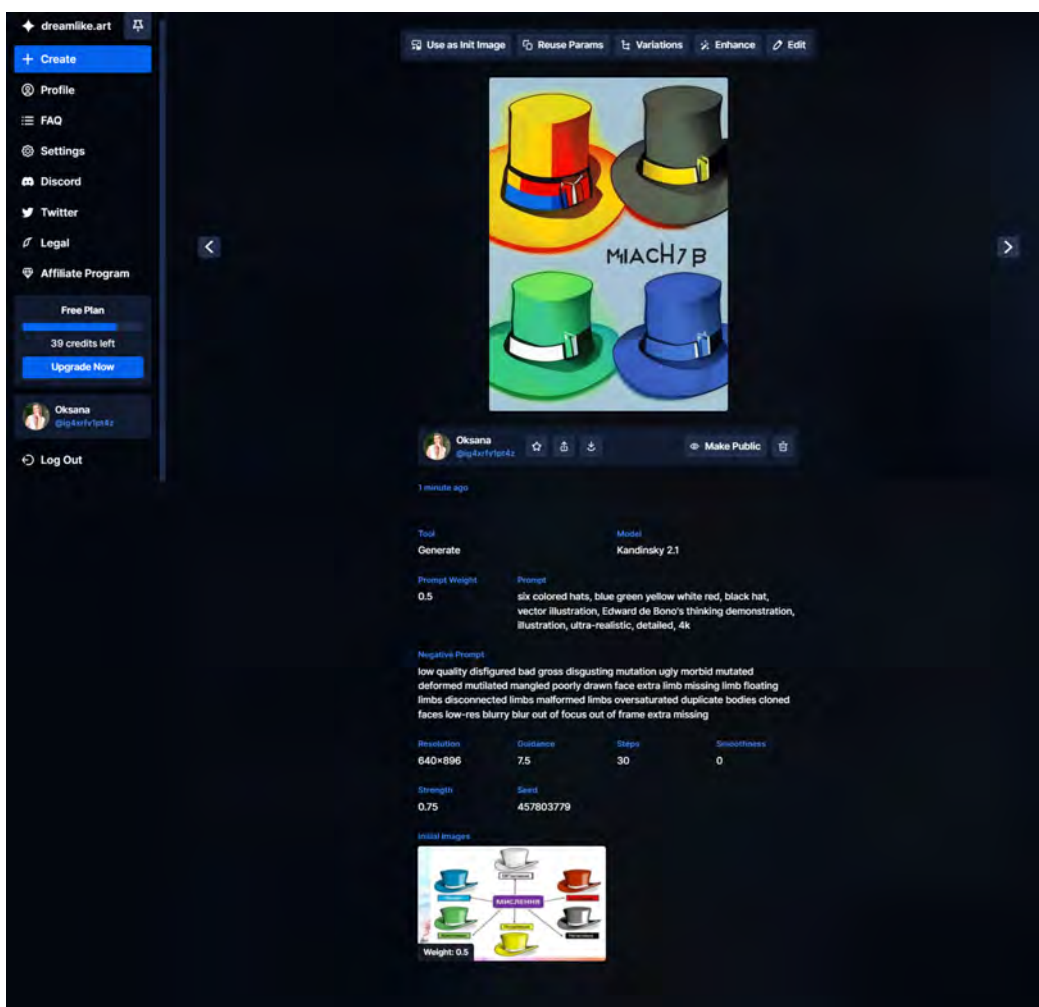 dreamlike.art
Create
Profile
FAQ
Settings
Discord
Twitter
Legal
Affiliate Program
Free Plan
39 credits left
Upgrade Now
Oksana
@ig4xrfv1pt4z
Log Out
Use as Init Image
Reuse Params
Variations
Enhance
Edit
MIACH7B
Oksana
@ig4xrfv1pt4z
Make Public
1 minute ago
Tool
Model
Generate
Kandinsky 2.1
Prompt Weight
Prompt
0.5
six colored hats, blue green yellow white red, black hat,
vector illustration, Edward de Bono's thinking demonstration,
illustration, ultra-realistic, detailed, 4k
Negative Prompt
low quality disfigured bad gross disgusting mutation ugly morbid mutated
deformed mutilated mangled poorly drawn face extra limb missing limb floating
limbs disconnected limbs malformed limbs oversaturated duplicate bodies cloned
faces low-res blurry blur out of focus out of frame extra missing
Resolution
Guidance
Steps
Smoothness
640×896
7.5
30
0
Strength
Seed
0.75
457803779
Initial Images
МИСЛЕННЯ
Weight: 0.5